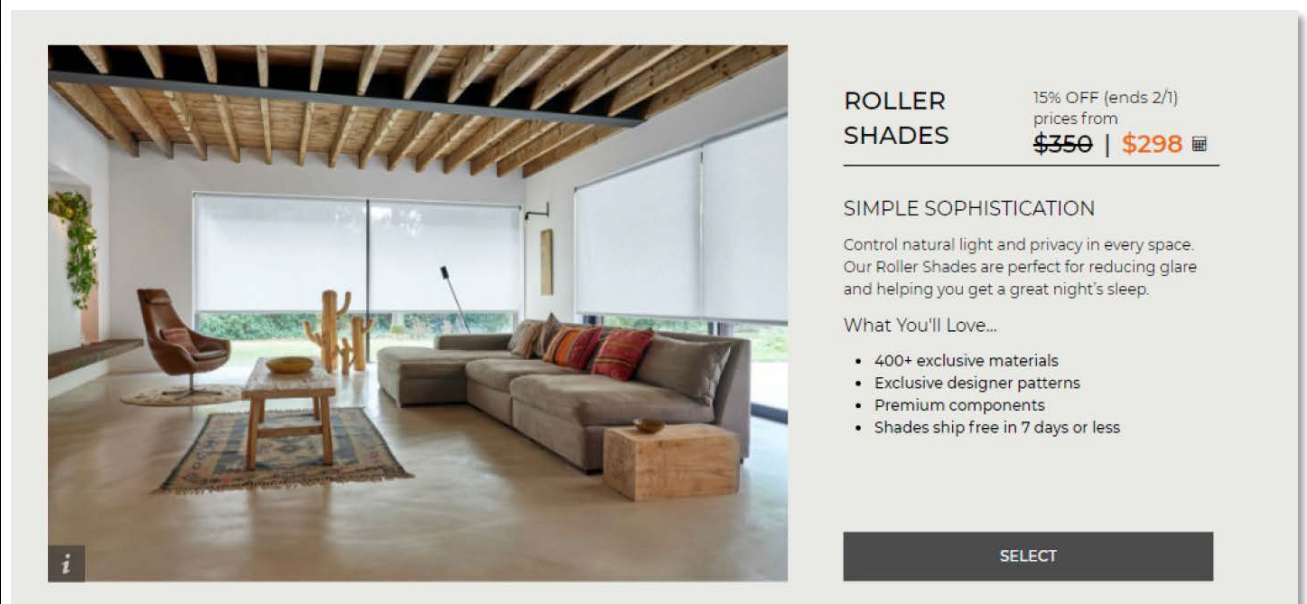 ROLLER
SHADES
15% OFF (ends 2/1)
prices from
$350 | $298
SIMPLE SOPHISTICATION
Control natural light and privacy in every space.
Our Roller Shades are perfect for reducing glare
and helping you get a great night's sleep.
What You'll Love...
• 400+ exclusive materials
• Exclusive designer patterns
• Premium components
• Shades ship free in 7 days or less
SELECT
i